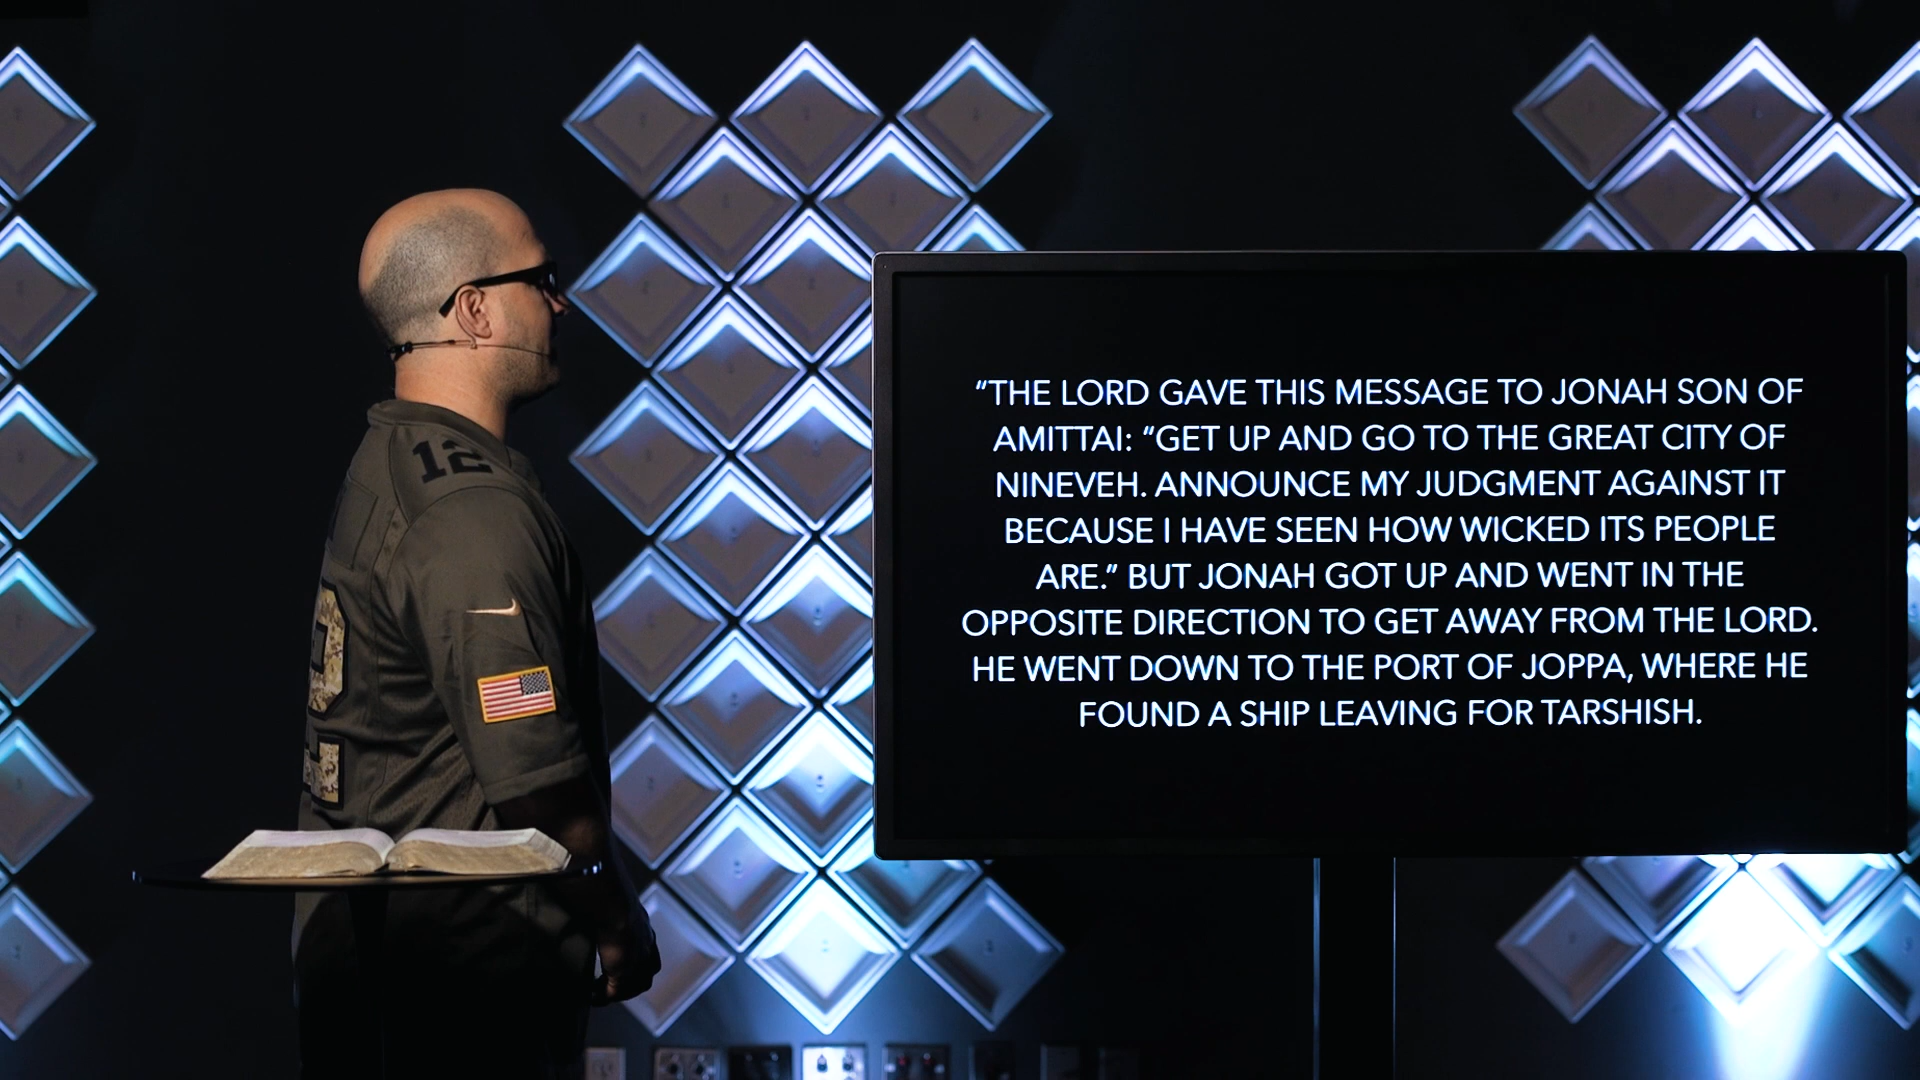 “THE LORD GAVE THIS MESSAGE TO JONAH SON OF
AMITTAI: “GET UP AND GO TO THE GREAT CITY OF
NINEVEH. ANNOUNCE MY JUDGMENT AGAINST IT
BECAUSE I HAVE SEEN HOW WICKED ITS PEOPLE
ARE.” BUT JONAH GOT UP AND WENT IN THE
OPPOSITE DIRECTION TO GET AWAY FROM THE LORD.
HE WENT DOWN TO THE PORT OF JOPPA, WHERE HE
FOUND A SHIP LEAVING FOR TARSHISH.
12